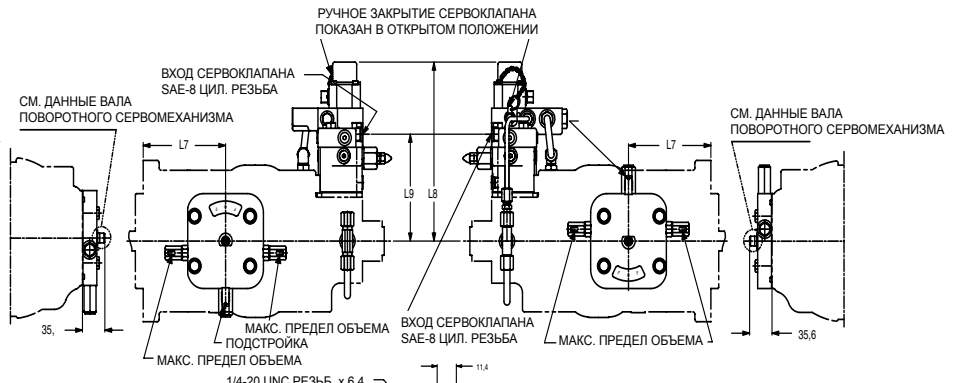 РУЧНОЕ ЗАКРЫТИЕ СЕРВОКЛАПАНА
ПОКАЗАН В ОТКРЫТОМ ПОЛОЖЕНИИ
ВХОД СЕРВОКЛАПАНА
SAE-8 ЦИЛ. РЕЗЬБА
СМ. ДАННЫЕ ВАЛА
ПОВОРОТНОГО СЕРВОМЕХАНИЗМА
СМ. ДАННЫЕ ВАЛА
ПОВОРОТНОГО СЕРВОМЕХАНИЗМА
L7
L9
L8
L7
35,
МАКС. ПРЕДЕЛ ОБЪЕМА
ПОДСТРОЙКА
МАКС. ПРЕДЕЛ ОБЪЕМА
ВХОД СЕРВОКЛАПАНА
SAE-8 ЦИЛ. РЕЗЬБА
МАКС. ПРЕДЕЛ ОБЪЕМА
35,6
1/4-20 UNC РЕЗЬБ. x 6,4
11,4